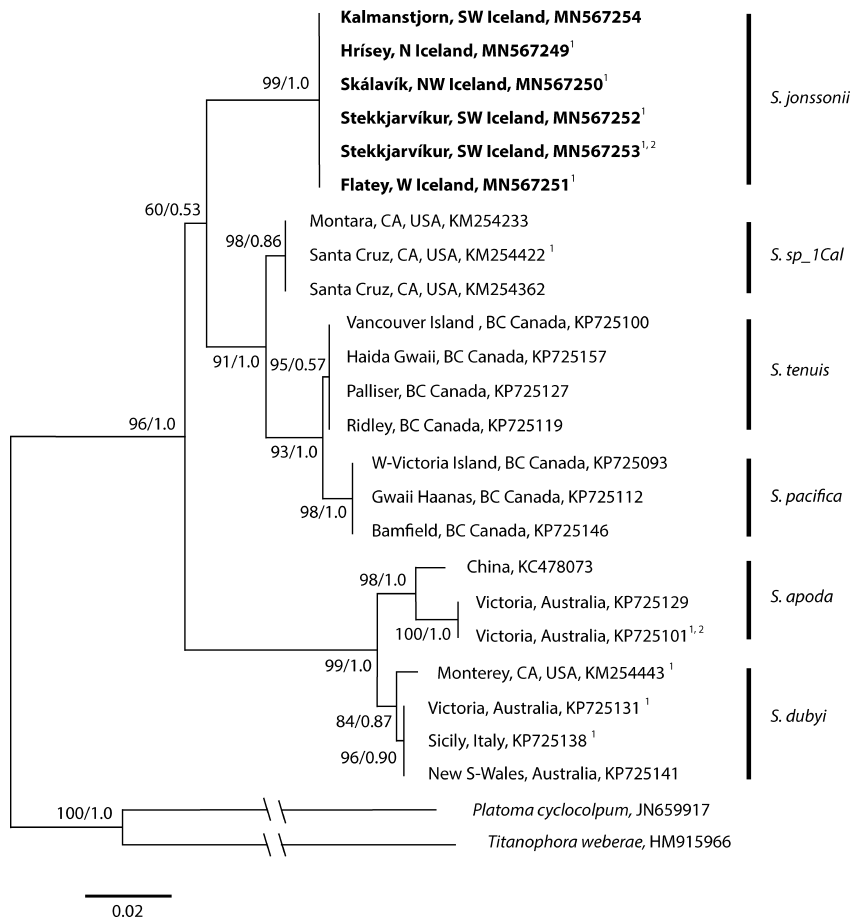 Kalmanstjorn, SW Iceland, MN567254
Hrísey, N Iceland, MN567249¹
99/1.0
Skálavík, NW Iceland, MN567250¹
S. jonssonii
Stekkjarvíkur, SW Iceland, MN567252¹
Stekkjarvíkur, SW Iceland, MN567253¹,²
Flatey, W Iceland, MN567251¹
60/0.53
Montara, CA, USA, KM254233
98/0.86
Santa Cruz, CA, USA, KM254422 ¹
S. sp_1Cal
Santa Cruz, CA, USA, KM254362
Vancouver Island , BC Canada, KP725100
91/1.0
95/0.57
Haida Gwaii, BC Canada, KP725157
S. tenuis
Palliser, BC Canada, KP725127
Ridley, BC Canada, KP725119
96/1.0
93/1.0
W-Victoria Island, BC Canada, KP725093
Gwaii Haanas, BC Canada, KP725112
S. pacifica
98/1.0
Bamfield, BC Canada, KP725146
China, KC478073
98/1.0
Victoria, Australia, KP725129
S. apoda
100/1.0
Victoria, Australia, KP725101¹,²
99/1.0
Monterey, CA, USA, KM254443 ¹
Victoria, Australia, KP725131 ¹
S. dubyi
84/0.87
Sicily, Italy, KP725138 ¹
96/0.90
New S-Wales, Australia, KP725141
100/1.0
Platoma cyclocolpum, JN659917
Titanophora weberae, HM915966
0.02